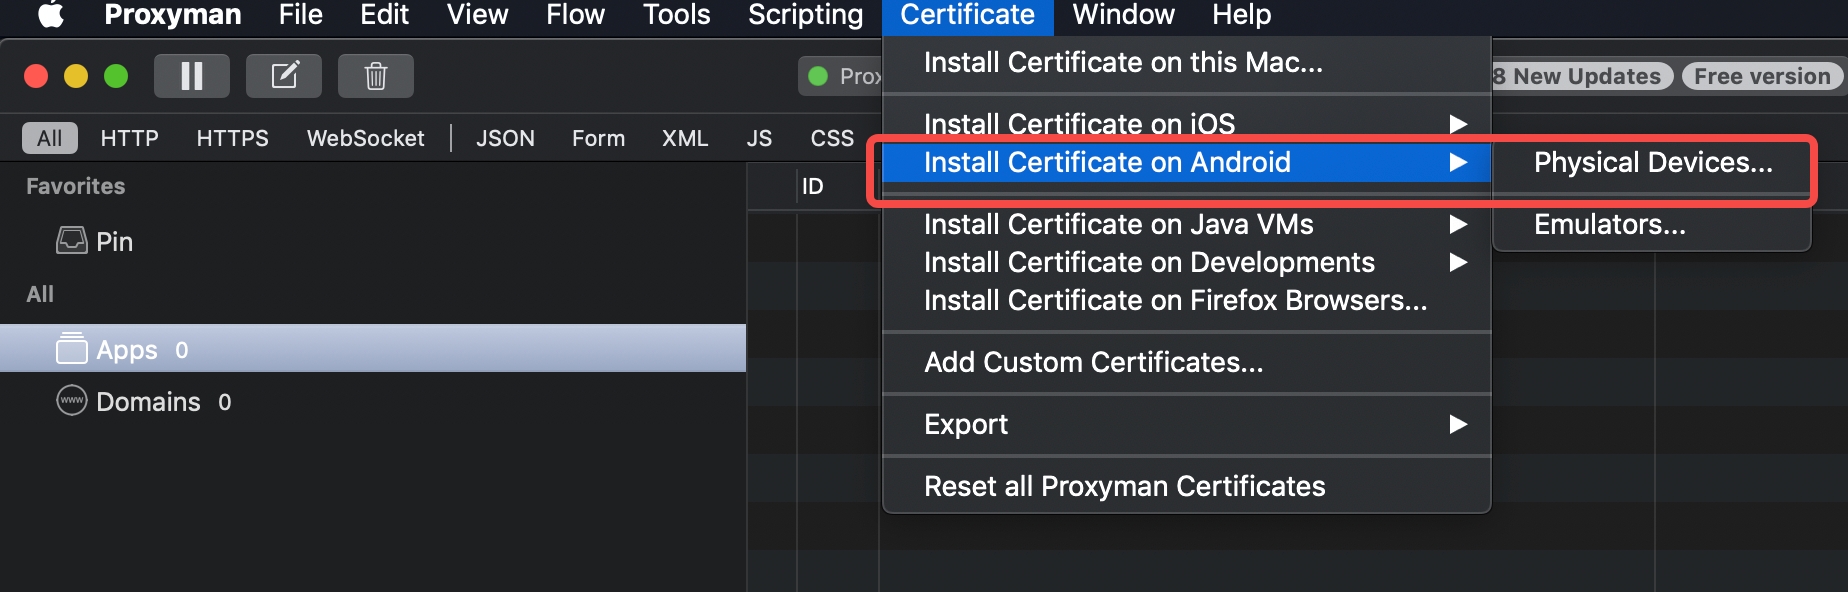 Proxyman File Edit View Flow Tools Scripting Certificate Window Help
8 New Updates Free version
All HTTP HTTPS WebSocket JSON Form XML JS CSS
Favorites
Pin
All
Apps 0
Domains 0
ID
Install Certificate on this Mac...
Install Certificate on iOS
Install Certificate on Android
Physical Devices...
Emulators...
Install Certificate on Java VMs
Install Certificate on Developments
Install Certificate on Firefox Browsers...
Add Custom Certificates...
Export
Reset all Proxyman Certificates